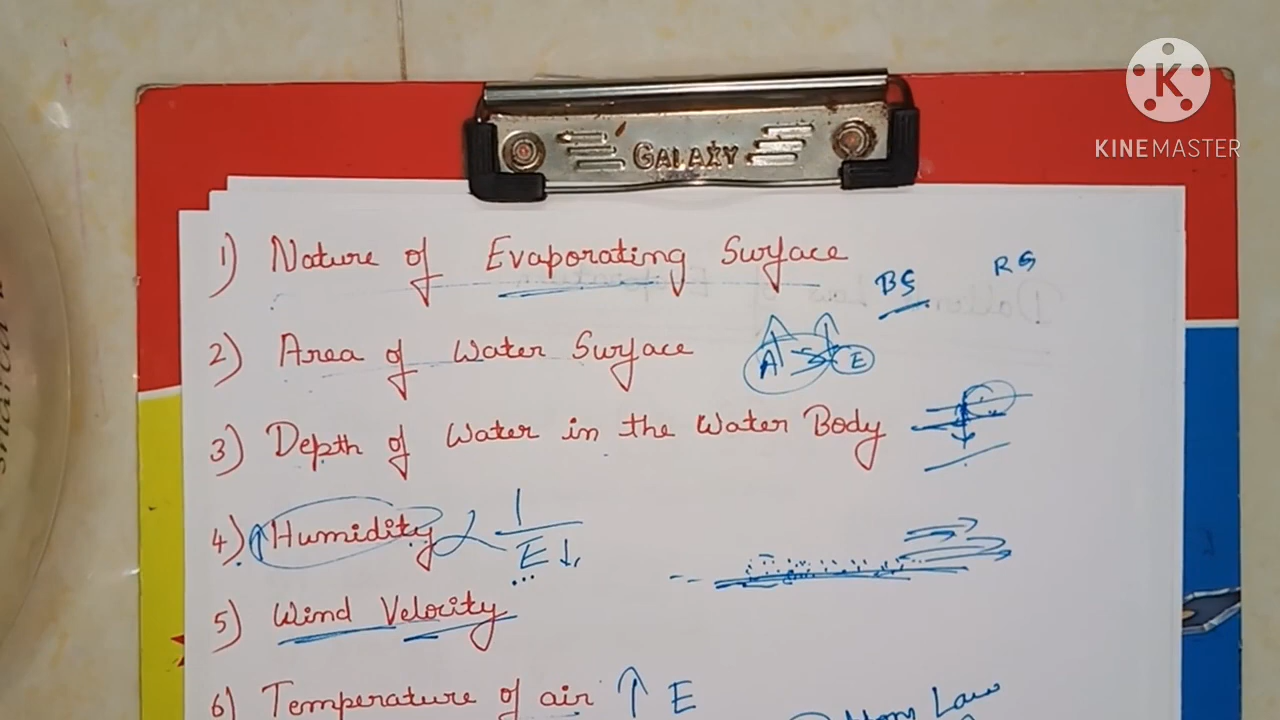 KINEMASTER
GALAXY
1) Nature of Evaporating Surface
BS RS
2) Area of Water Surface A E
3) Depth of Water in the Water Body
4) ↑ Humidity ∝ 1/E ↓
5) Wind Velocity
6) Temperature of air ↑ E
Law